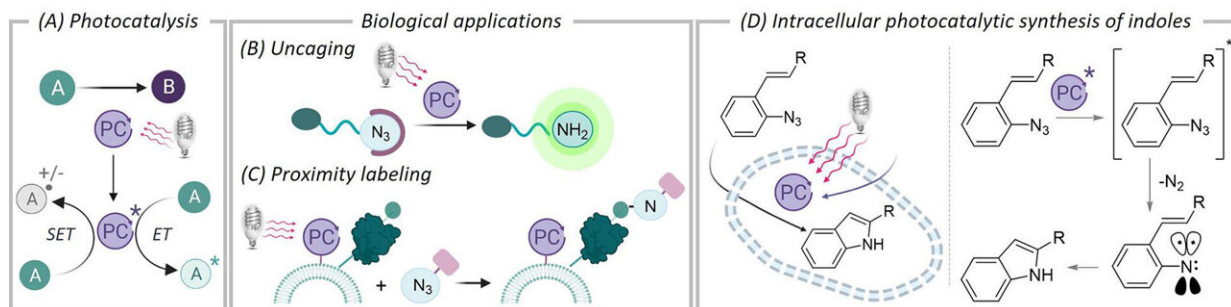 (A) Photocatalysis
A
B
PC
+/-
A
•
A
*
PC
SET
ET
A
A
*
Biological applications
(B) Uncaging
PC
N3
NH2
(C) Proximity labeling
PC
+
N3
PC
N
(D) Intracellular photocatalytic synthesis of indoles
R
N3
PC
R
NH
R
N3
PC
*
R
N3
*
-N2
R
N:
R
NH